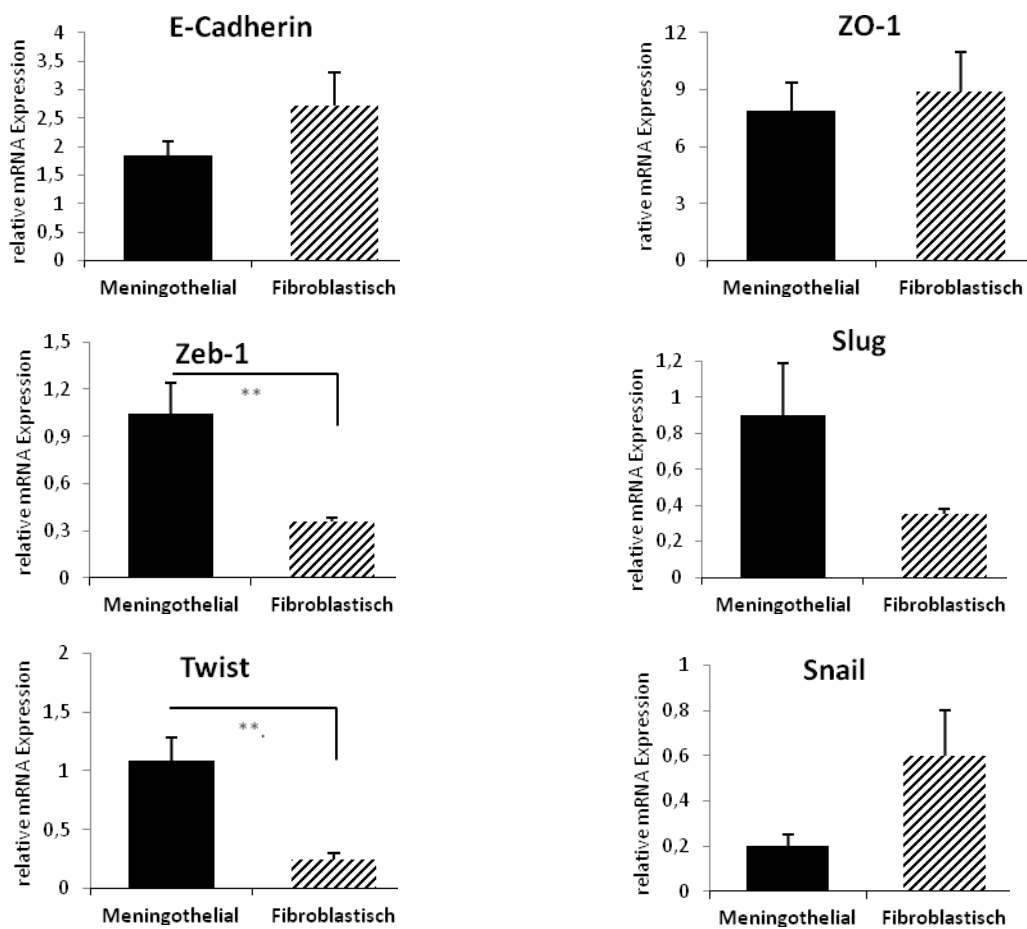 E-Cadherin
relative mRNA Expression
4
3,5
3
2,5
2
1,5
1
0,5
0
Meningothelial Fibroblastisch
ZO-1
rative mRNA Expression
12
9
6
3
0
Meningothelial Fibroblastisch
Zeb-1
relative mRNA Expression
1,5
1,2
0,9
0,6
0,3
0
**
Meningothelial Fibroblastisch
Slug
relative mRNA Expression
1,2
1
0,8
0,6
0,4
0,2
0
Meningothelial Fibroblastisch
Twist
relative mRNA Expression
2
1,5
1
0,5
0
**.
Meningothelial Fibroblastisch
Snail
relative mRNA Expression
1
0,8
0,6
0,4
0,2
0
Meningothelial Fibroblastisch